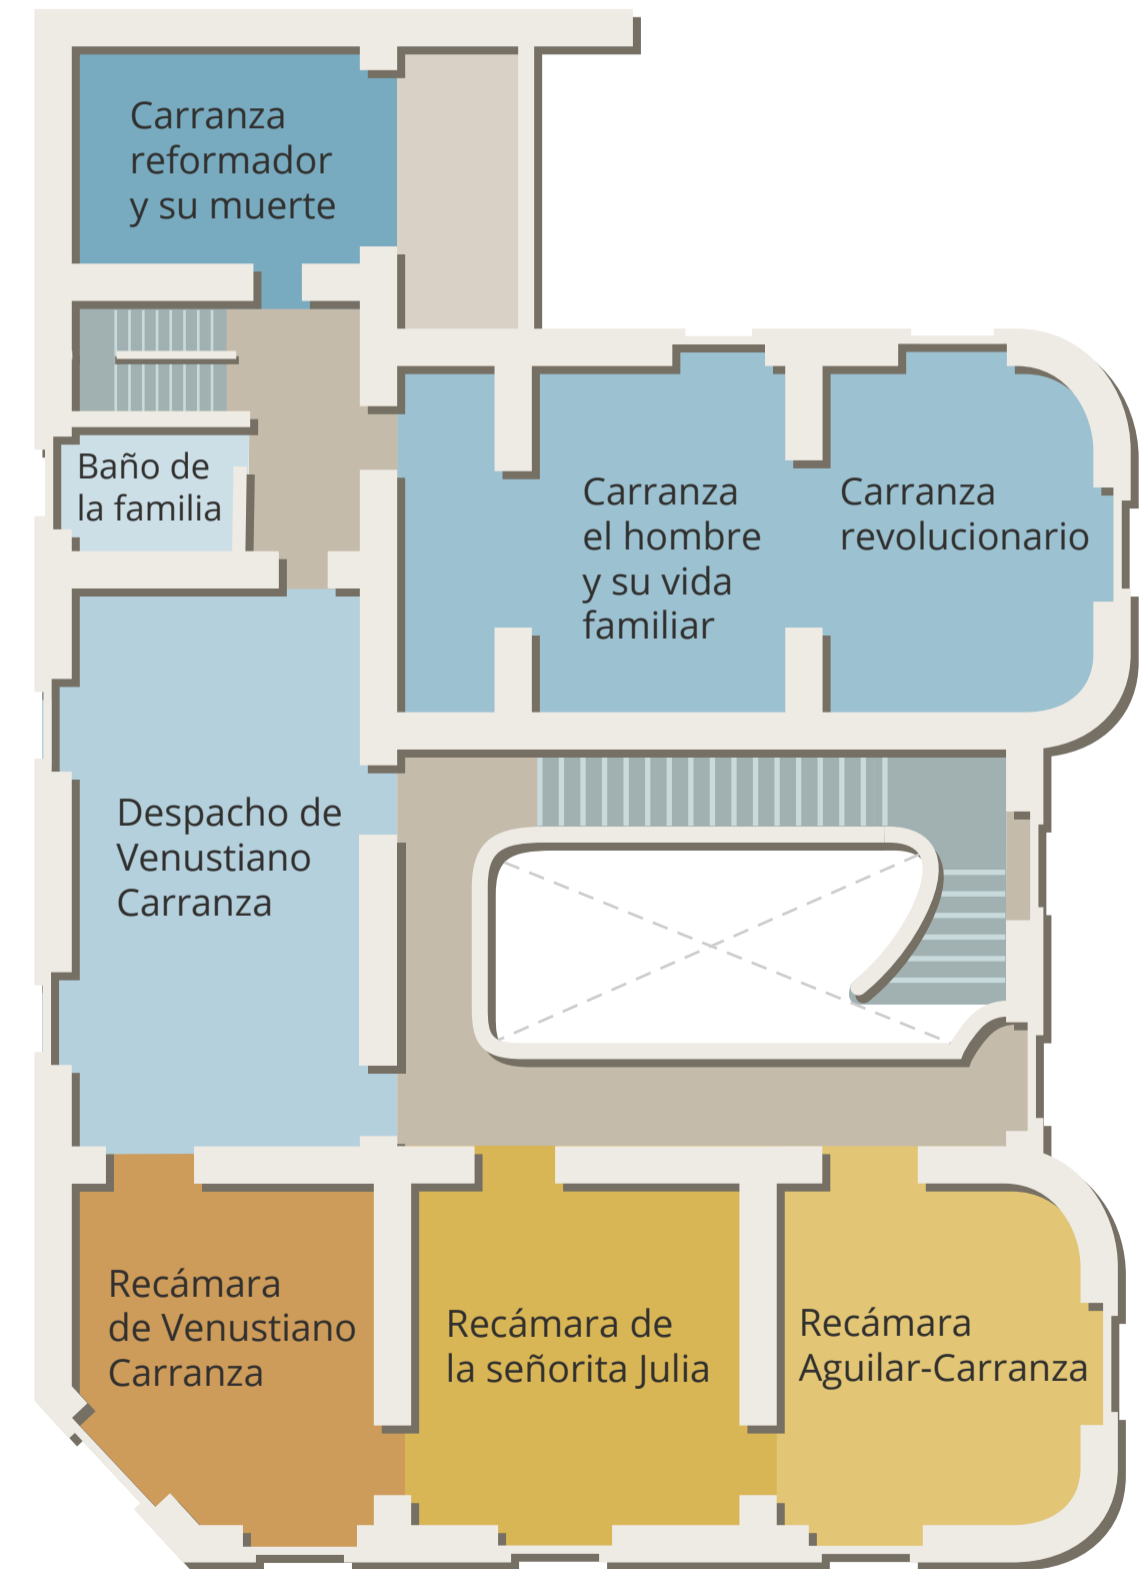 Carranza
reformador
y su muerte
Baño de
la familia
Carranza
el hombre
y su vida
familiar
Carranza
revolucionario
Despacho de
Venustiano
Carranza
Recámara
de Venustiano
Carranza
Recámara de
la señorita Julia
Recámara
Aguilar-Carranza